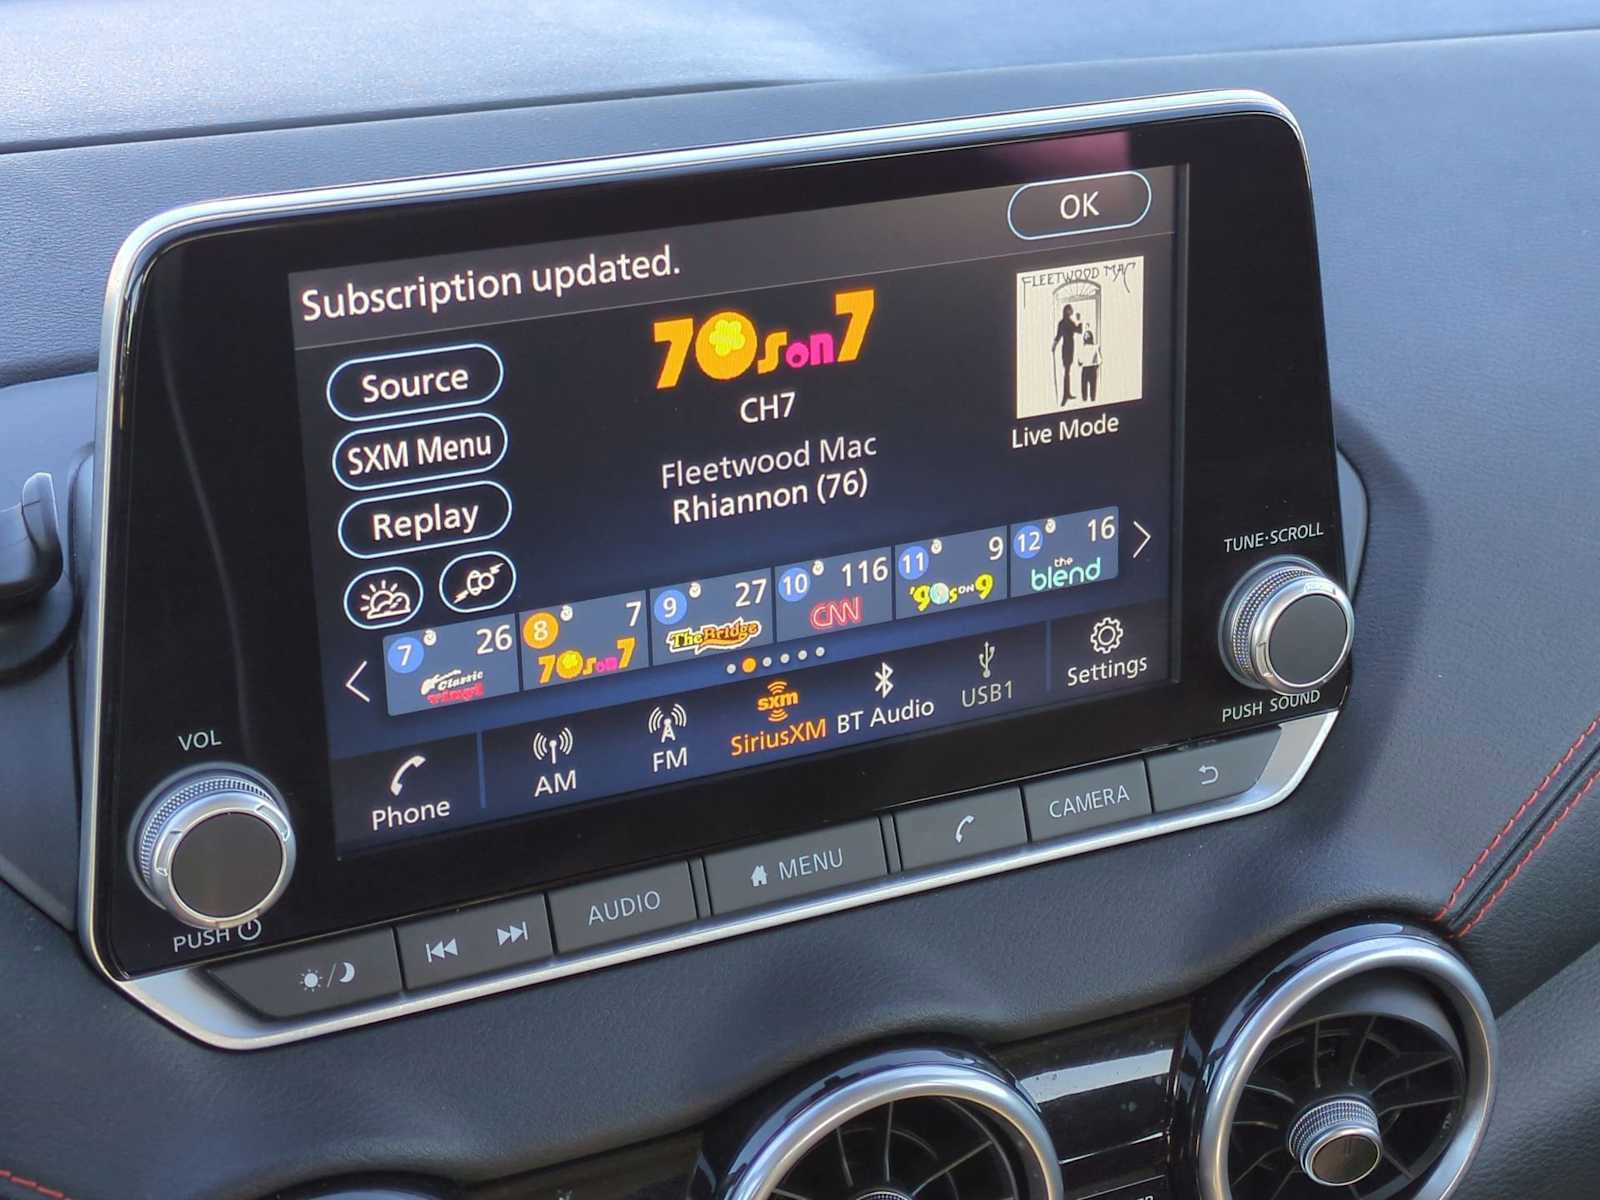 Subscription updated.
OK
70s on 7
FLEETWOOD MAC
Source
CH7
Live Mode
SXM Menu
Fleetwood Mac
Rhiannon (76)
Replay
7 26
Classic
Vinyl
8 7
70s on 7
9 27
The Bridge
10 116
CNN
11 9
'90s ON 9
12 16
the
blend
Phone
AM
FM
sxm
SiriusXM
BT Audio
USB1
Settings
VOL
PUSH
TUNE·SCROLL
PUSH SOUND
AUDIO
MENU
CAMERA